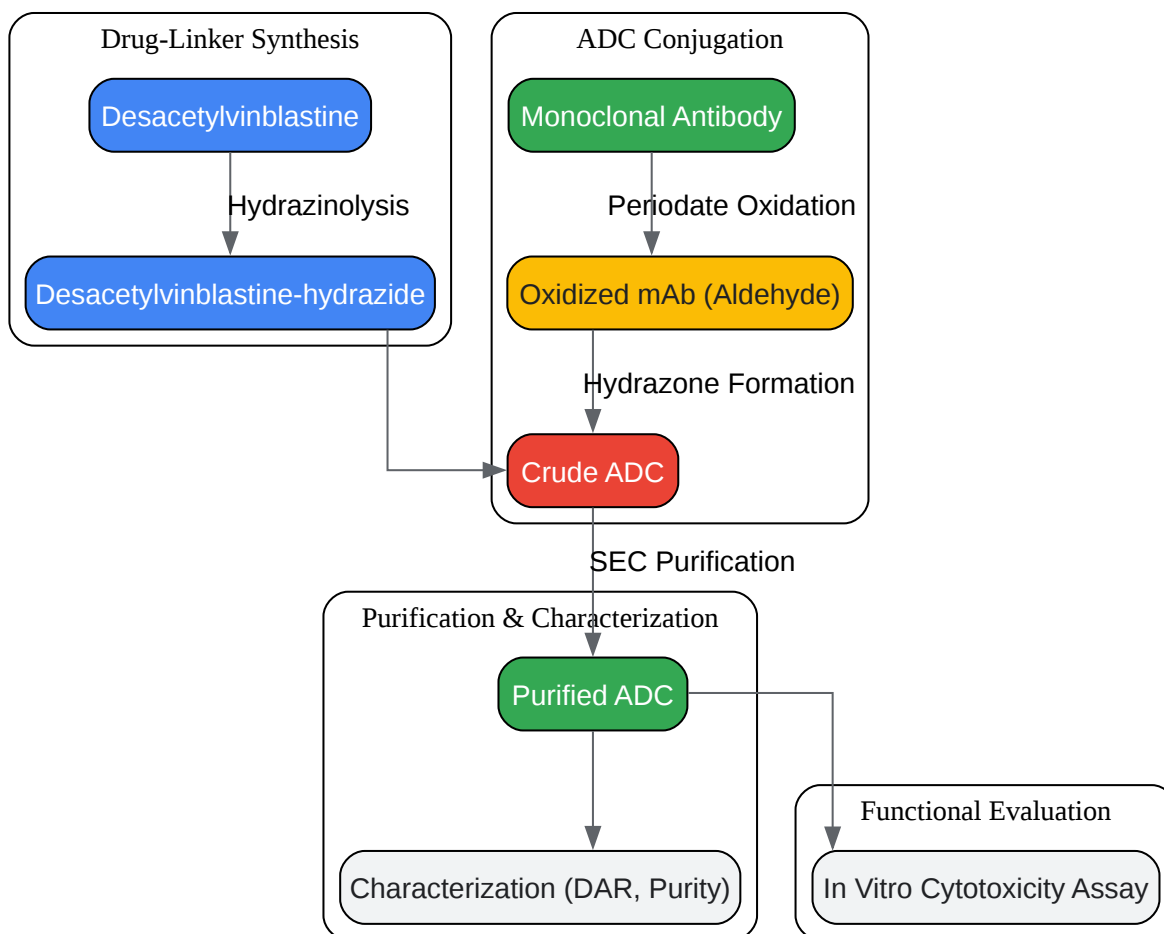 Drug-Linker Synthesis
Desacetylvinblastine
Hydrazinolysis
Desacetylvinblastine-hydrazide
ADC Conjugation
Monoclonal Antibody
Periodate Oxidation
Oxidized mAb (Aldehyde)
Hydrazone Formation
Crude ADC
SEC Purification
Purification & Characterization
Purified ADC
Characterization (DAR, Purity)
Functional Evaluation
In Vitro Cytotoxicity Assay